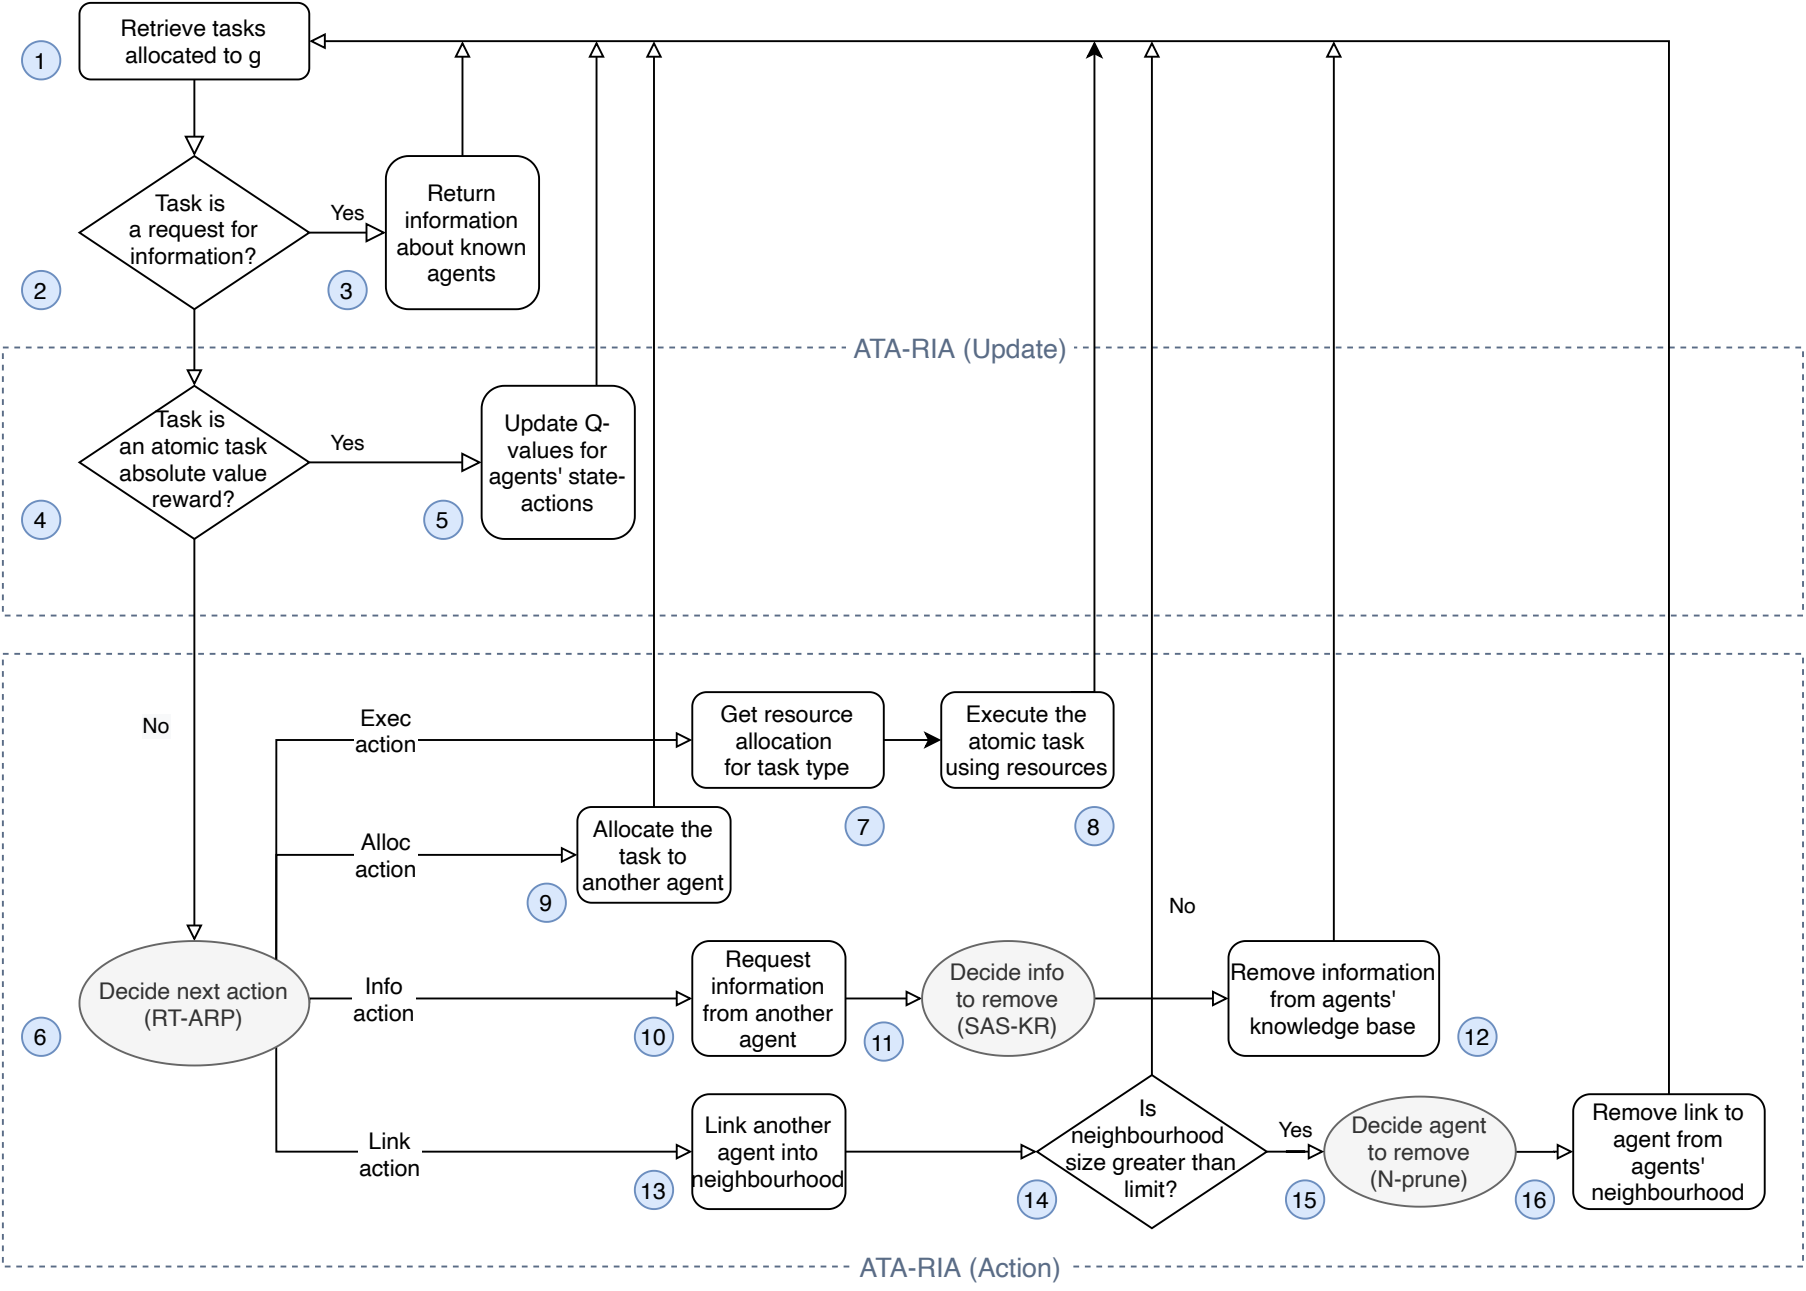 Retrieve tasks
allocated to g
1
Task is
a request for
information?
2
Yes
3
Return
information
about known
agents
ATA-RIA (Update)
Task is
an atomic task
absolute value
reward?
4
Yes
5
Update Q-
values for
agents' state-
actions
No
Exec
action
Get resource
allocation
for task type
7
Execute the
atomic task
using resources
8
Alloc
action
Allocate the
task to
another agent
9
No
Decide next action
(RT-ARP)
6
Info
action
Request
information
from another
agent
10
11
Decide info
to remove
(SAS-KR)
Remove information
from agents'
knowledge base
12
Link
action
Link another
agent into
neighbourhood
13
Is
neighbourhood
size greater than
limit?
14
Yes
15
Decide agent
to remove
(N-prune)
16
Remove link to
agent from
agents'
neighbourhood
ATA-RIA (Action)